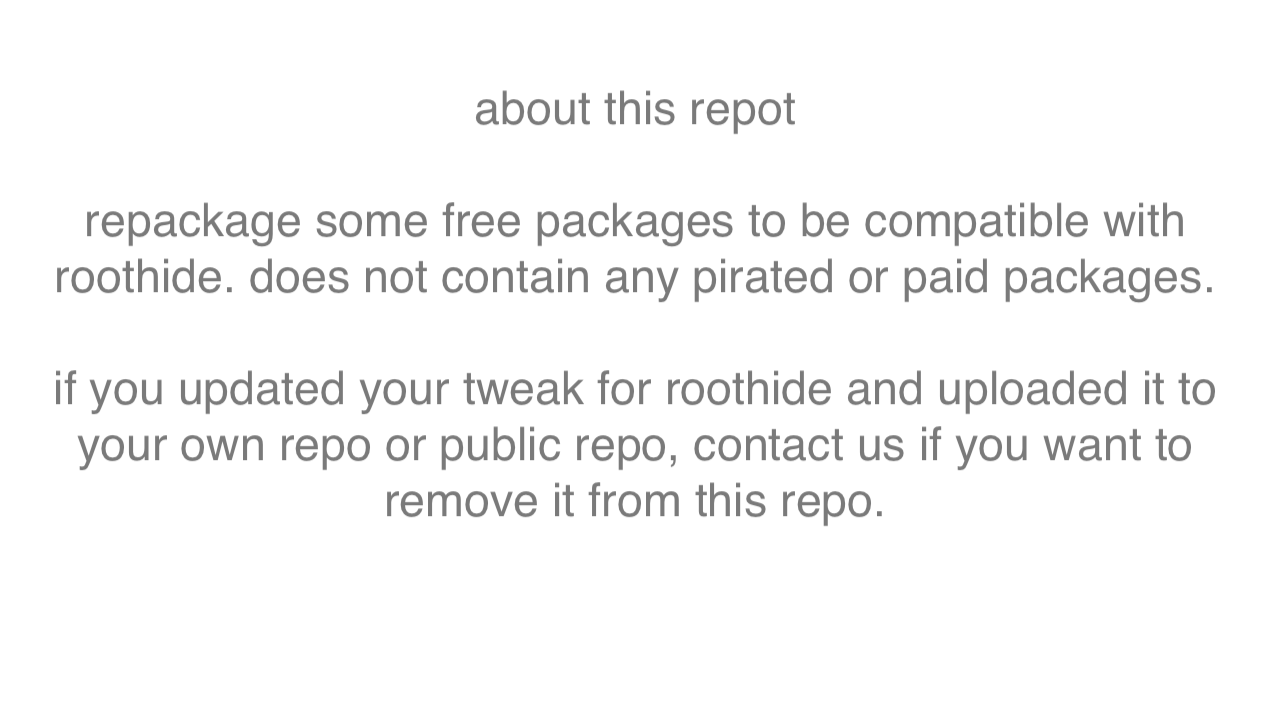 about this repot
repackage some free packages to be compatible with
roothide. does not contain any pirated or paid packages.
if you updated your tweak for roothide and uploaded it to
your own repo or public repo, contact us if you want to
remove it from this repo.